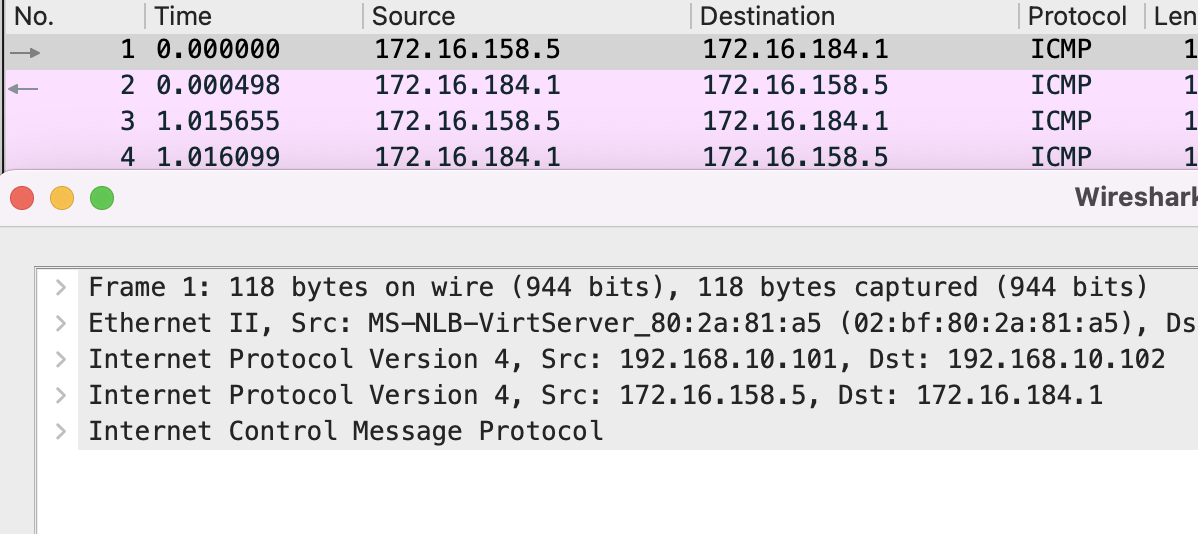 No. Time Source Destination Protocol Len
1 0.000000 172.16.158.5 172.16.184.1 ICMP 1
2 0.000498 172.16.184.1 172.16.158.5 ICMP 1
3 1.015655 172.16.158.5 172.16.184.1 ICMP 1
4 1.016099 172.16.184.1 172.16.158.5 ICMP 1
Wireshark
Frame 1: 118 bytes on wire (944 bits), 118 bytes captured (944 bits)
Ethernet II, Src: MS-NLB-VirtServer_80:2a:81:a5 (02:bf:80:2a:81:a5), Ds
Internet Protocol Version 4, Src: 192.168.10.101, Dst: 192.168.10.102
Internet Protocol Version 4, Src: 172.16.158.5, Dst: 172.16.184.1
Internet Control Message Protocol